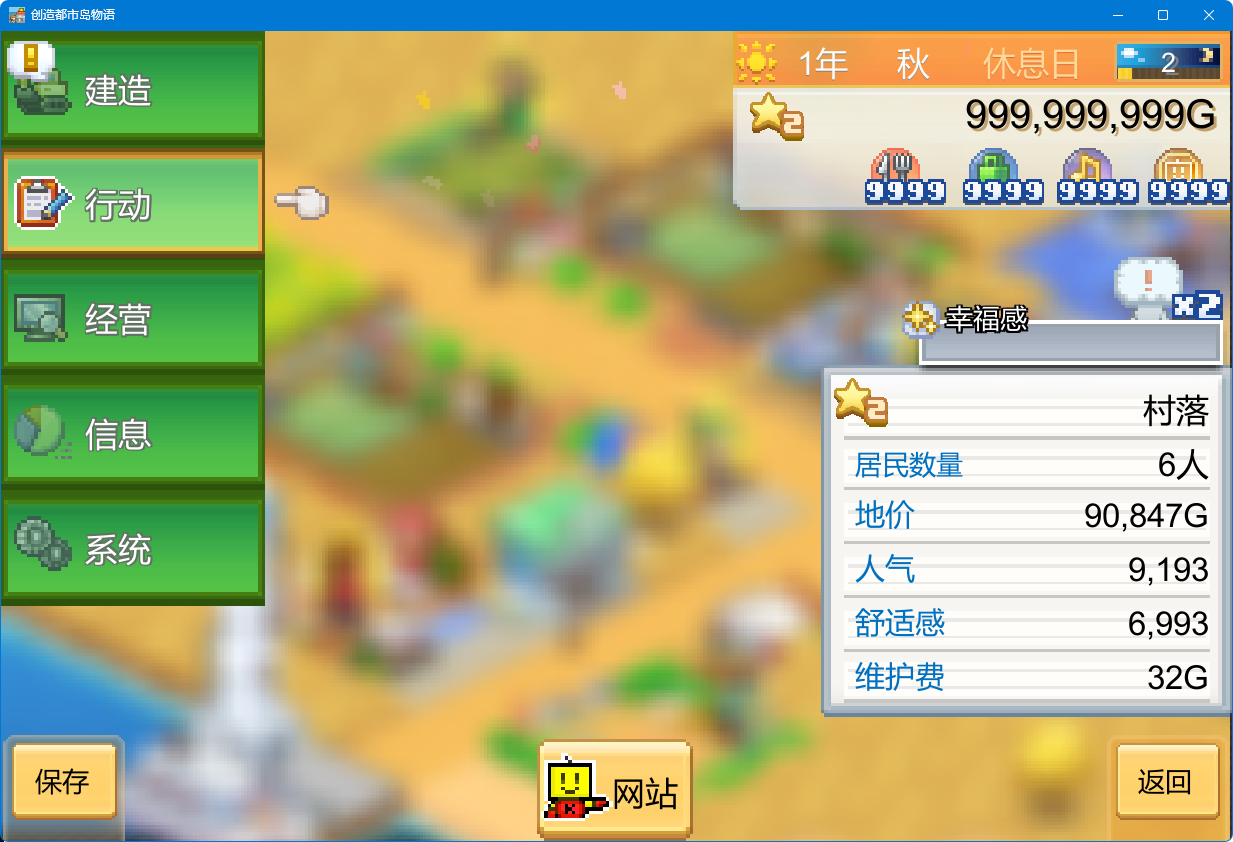 创造都市岛物语
建造
行动
经营
信息
系统
1年 秋 休息日 2
2 999,999,999G
9999 9999 9999 9999
! x2
幸福感
2 村落
居民数量 6人
地价 90,847G
人气 9,193
舒适感 6,993
维护费 32G
保存
K 网站
返回